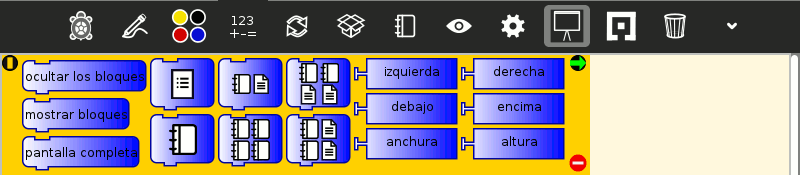 123
+-=
ocultar los bloques
mostrar bloques
pantalla completa
izquierda
derecha
debajo
encima
anchura
altura